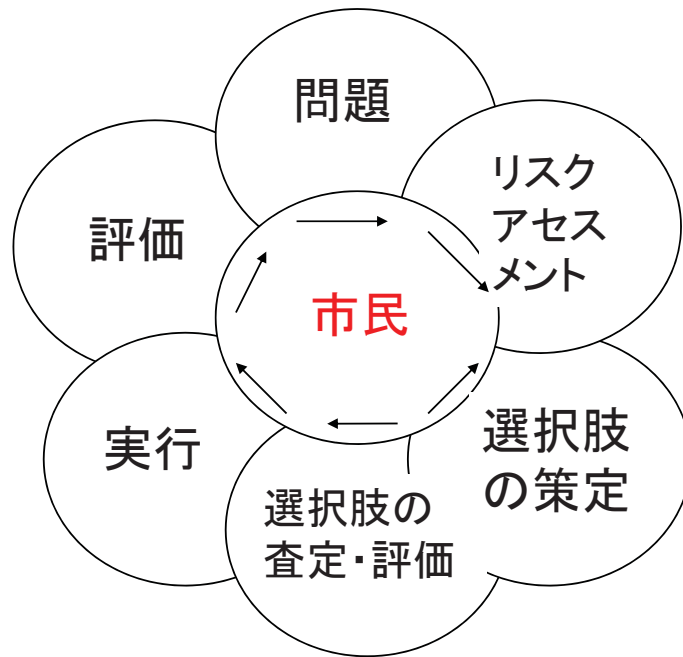 問題
リスク
アセス
メント
選択肢
の策定
選択肢の
査定・評価
実行
評価
市民